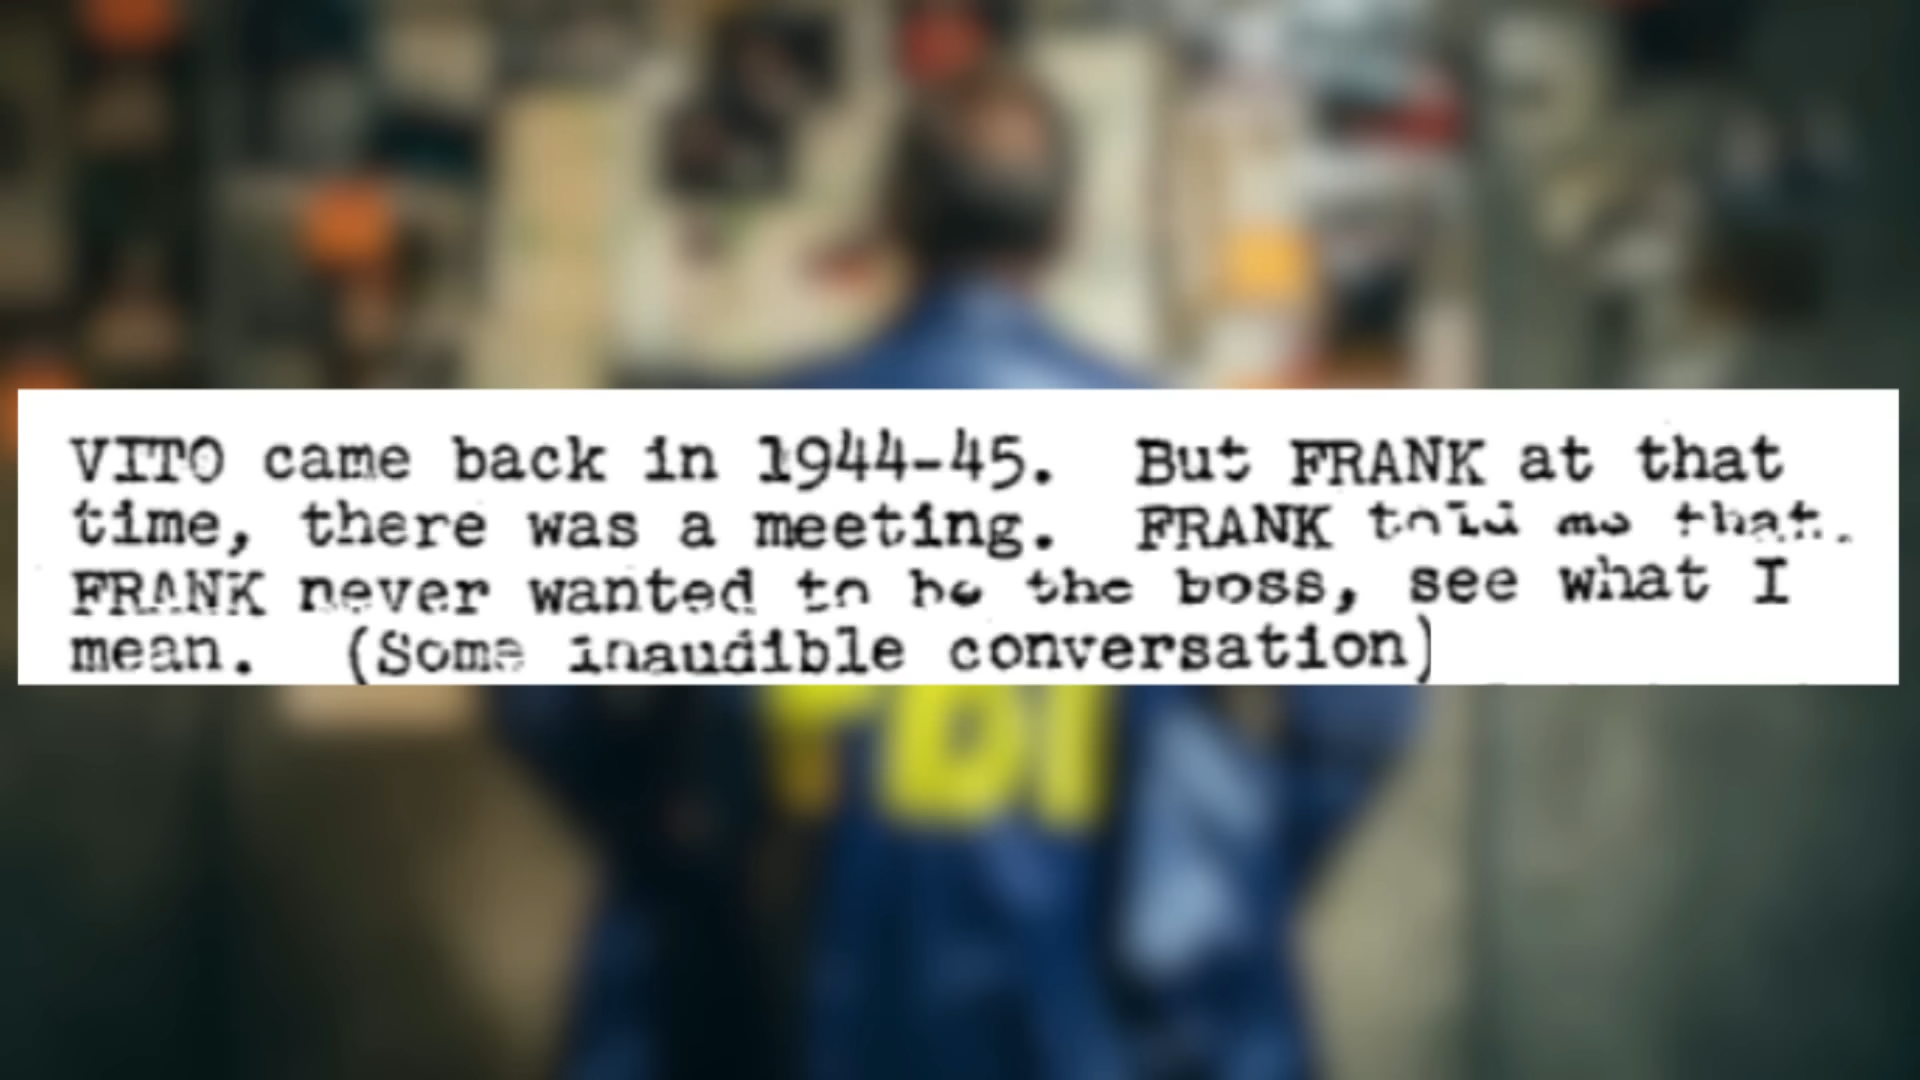 VITO came back in 1944-45.  But FRANK at that
time, there was a meeting.  FRANK told me that.
FRANK never wanted to be the boss, see what I
mean.  (Some inaudible conversation)
FBI